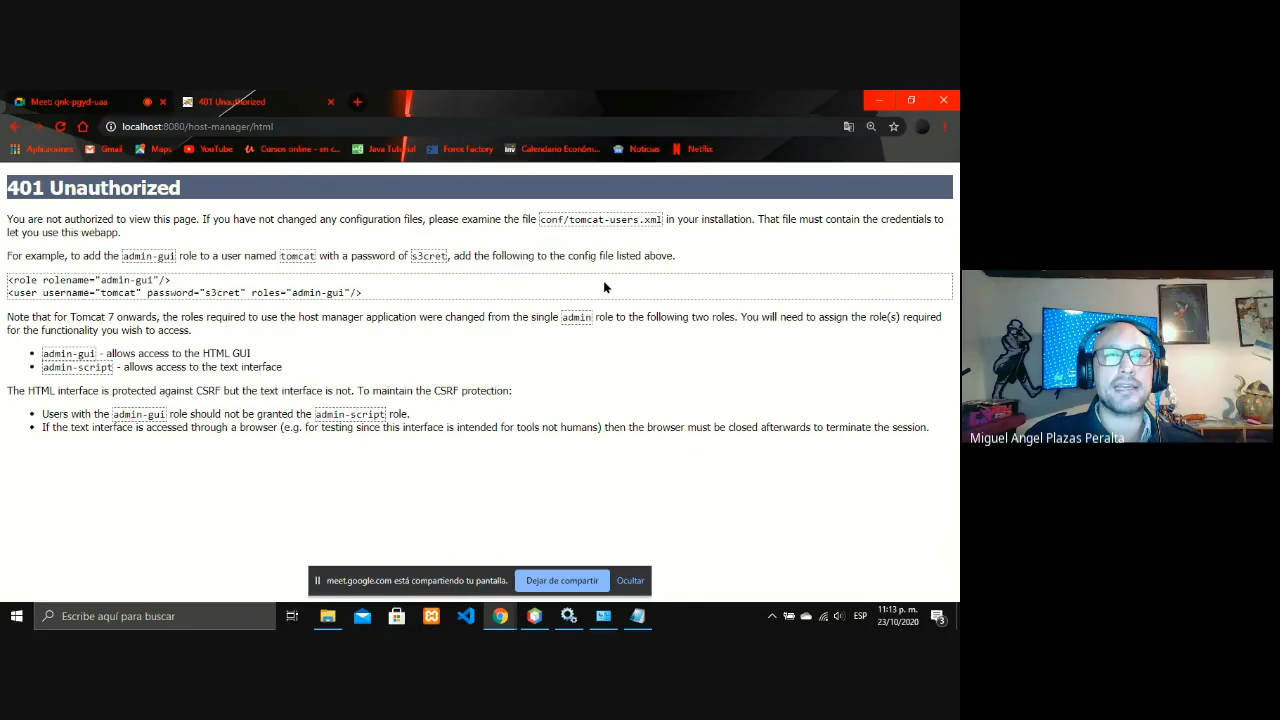 Meet: qnk-pgyd-uaa
401 Unauthorized
localhost:8080/host-manager/html
Aplicaciones
Gmail
Maps
YouTube
Cursos online - en c...
Java Tutorial
Forex Factory
Calendario Económ...
Noticias
Netflix
401 Unauthorized
You are not authorized to view this page. If you have not changed any configuration files, please examine the file conf/tomcat-users.xml in your installation. That file must contain the credentials to
let you use this webapp.
For example, to add the admin-gui role to a user named tomcat with a password of s3cret, add the following to the config file listed above.
<role rolename="admin-gui"/>
<user username="tomcat" password="s3cret" roles="admin-gui"/>
Note that for Tomcat 7 onwards, the roles required to use the host manager application were changed from the single admin role to the following two roles. You will need to assign the role(s) required
for the functionality you wish to access.
admin-gui - allows access to the HTML GUI
admin-script - allows access to the text interface
The HTML interface is protected against CSRF but the text interface is not. To maintain the CSRF protection:
Users with the admin-gui role should not be granted the admin-script role.
If the text interface is accessed through a browser (e.g. for testing since this interface is intended for tools not humans) then the browser must be closed afterwards to terminate the session.
Miguel Angel Plazas Peralta
meet.google.com está compartiendo tu pantalla.
Dejar de compartir
Ocultar
Escribe aquí para buscar
ESP
11:13 p. m.
23/10/2020
3